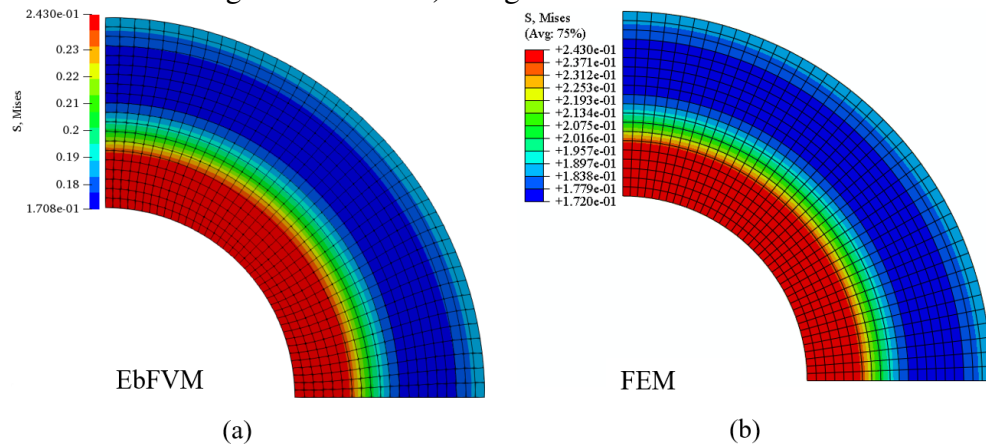 2.430e-01
0.23
0.22
0.21
0.2
0.19
0.18
1.708e-01
S, Mises
EbFVM
(a)
S, Mises
(Avg: 75%)
+2.430e-01
+2.371e-01
+2.312e-01
+2.253e-01
+2.193e-01
+2.134e-01
+2.075e-01
+2.016e-01
+1.957e-01
+1.897e-01
+1.838e-01
+1.779e-01
+1.720e-01
FEM
(b)